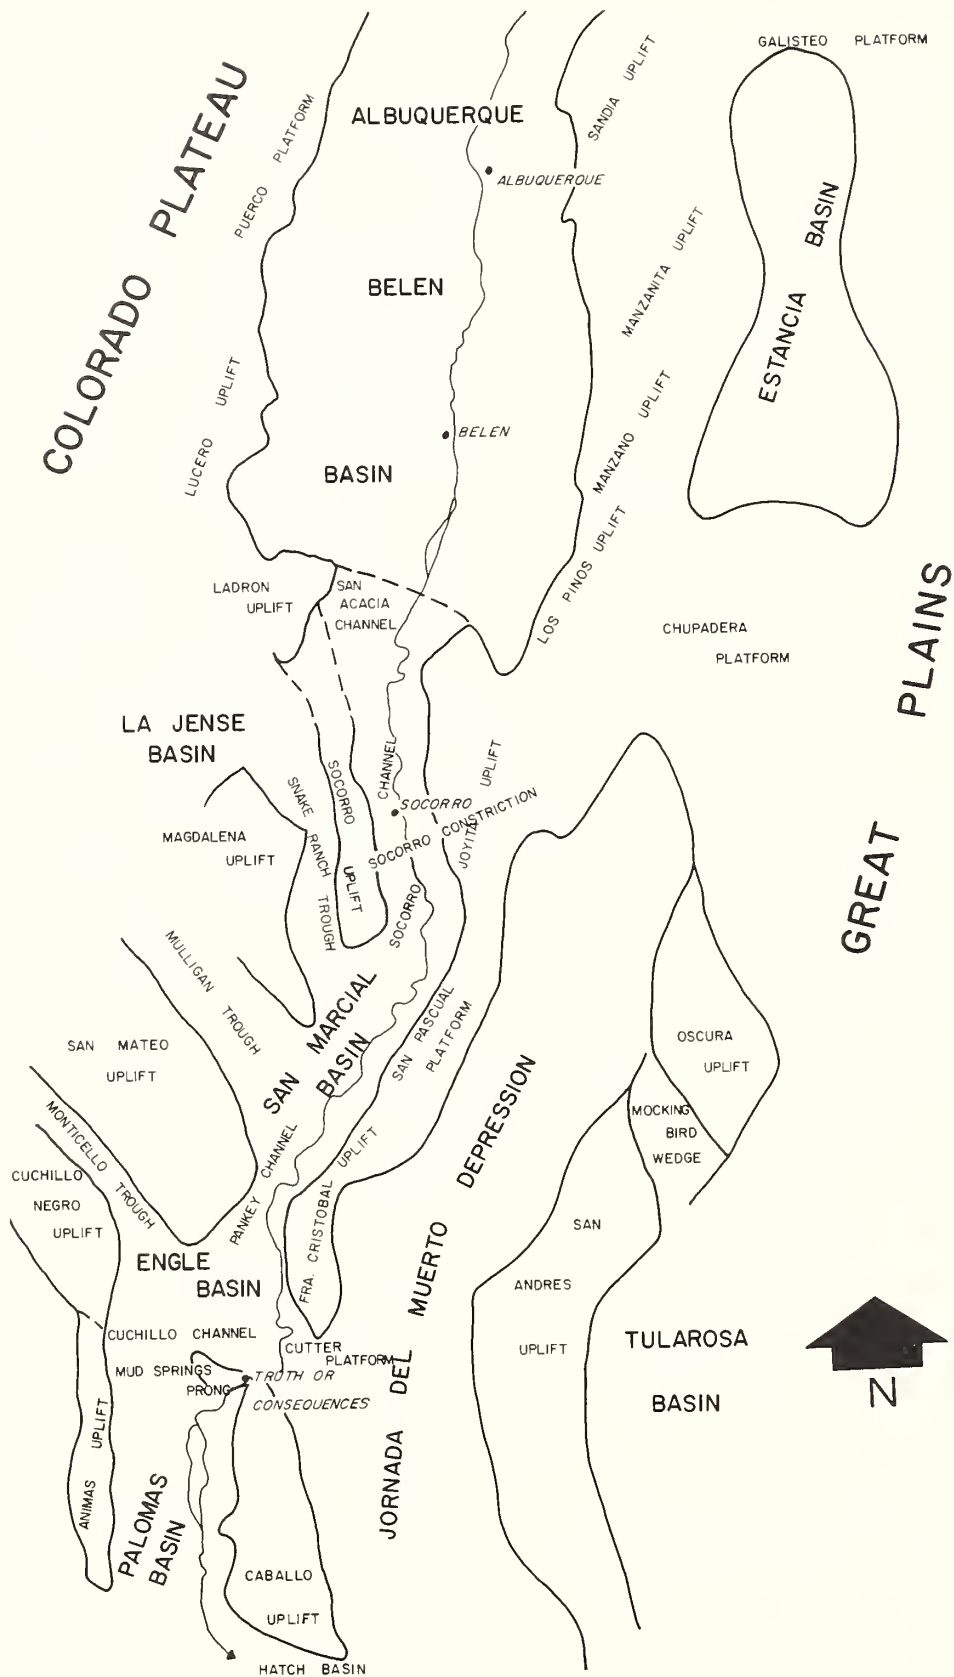 GALISTEO PLATFORM
COLORADO PLATEAU
PUERCO PLATFORM
SANDIA UPLIFT
ALBUQUERQUE
ALBUQUERQUE
ESTANCIA BASIN
MANZANITA UPLIFT
BELEN
LUCERO UPLIFT
MANZANO UPLIFT
BELEN
BASIN
LOS PINOS UPLIFT
LADRON
UPLIFT
SAN
ACACIA
CHANNEL
CHUPADERA
PLATFORM
GREAT PLAINS
LA JENSE
BASIN
SNAKE RANCH TROUGH
SOCORRO UPLIFT
SOCORRO CHANNEL
SOCORRO
SOCORRO CONSTRICTION
JOYITA UPLIFT
MAGDALENA
UPLIFT
MULLIGAN TROUGH
SAN MARCIAL
BASIN
SAN PASCUAL
PLATFORM
SAN MATEO
UPLIFT
OSCURA
UPLIFT
MOCKING
BIRD
WEDGE
MONTICELLO TROUGH
CUCHILLO
NEGRO
UPLIFT
PANKEY CHANNEL
FRA. CRISTOBAL UPLIFT
JORNADA DEL MUERTO DEPRESSION
SAN
ANDRES
UPLIFT
ENGLE
BASIN
CUCHILLO CHANNEL
CUTTER
PLATFORM
TULAROSA
BASIN
N
MUD SPRINGS
PRONG
TRUTH OR
CONSEQUENCES
ANIMAS UPLIFT
PALOMAS
BASIN
CABALLO
UPLIFT
HATCH BASIN